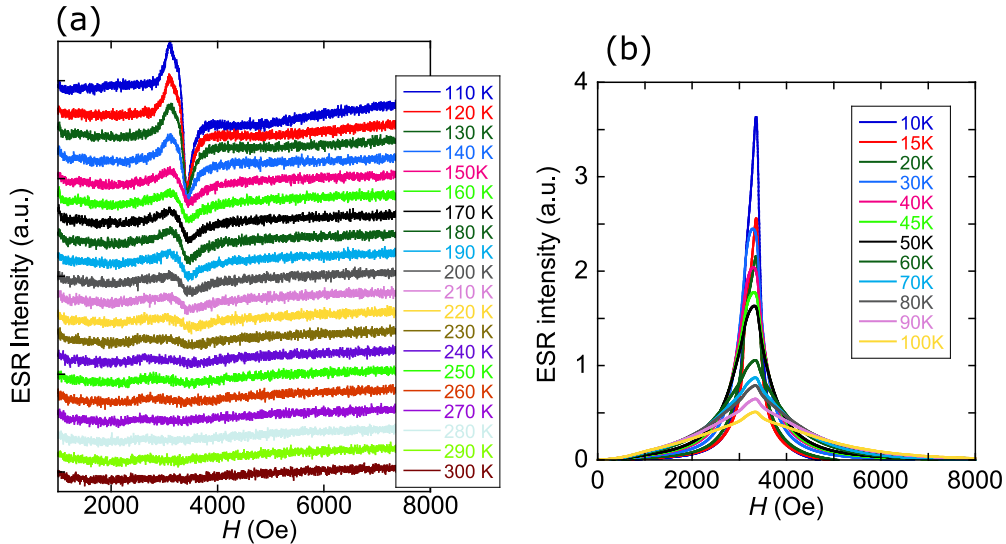 (a)
ESR Intensity (a.u.)
110 K
120 K
130 K
140 K
150K
160 K
170 K
180 K
190 K
200 K
210 K
220 K
230 K
240 K
250 K
260 K
270 K
280 K
290 K
300 K
2000 4000 6000 8000
H (Oe)
(b)
ESR intensity (a.u.)
4
3
2
1
0
10K
15K
20K
30K
40K
45K
50K
60K
70K
80K
90K
100K
0 2000 4000 6000 8000
H (Oe)